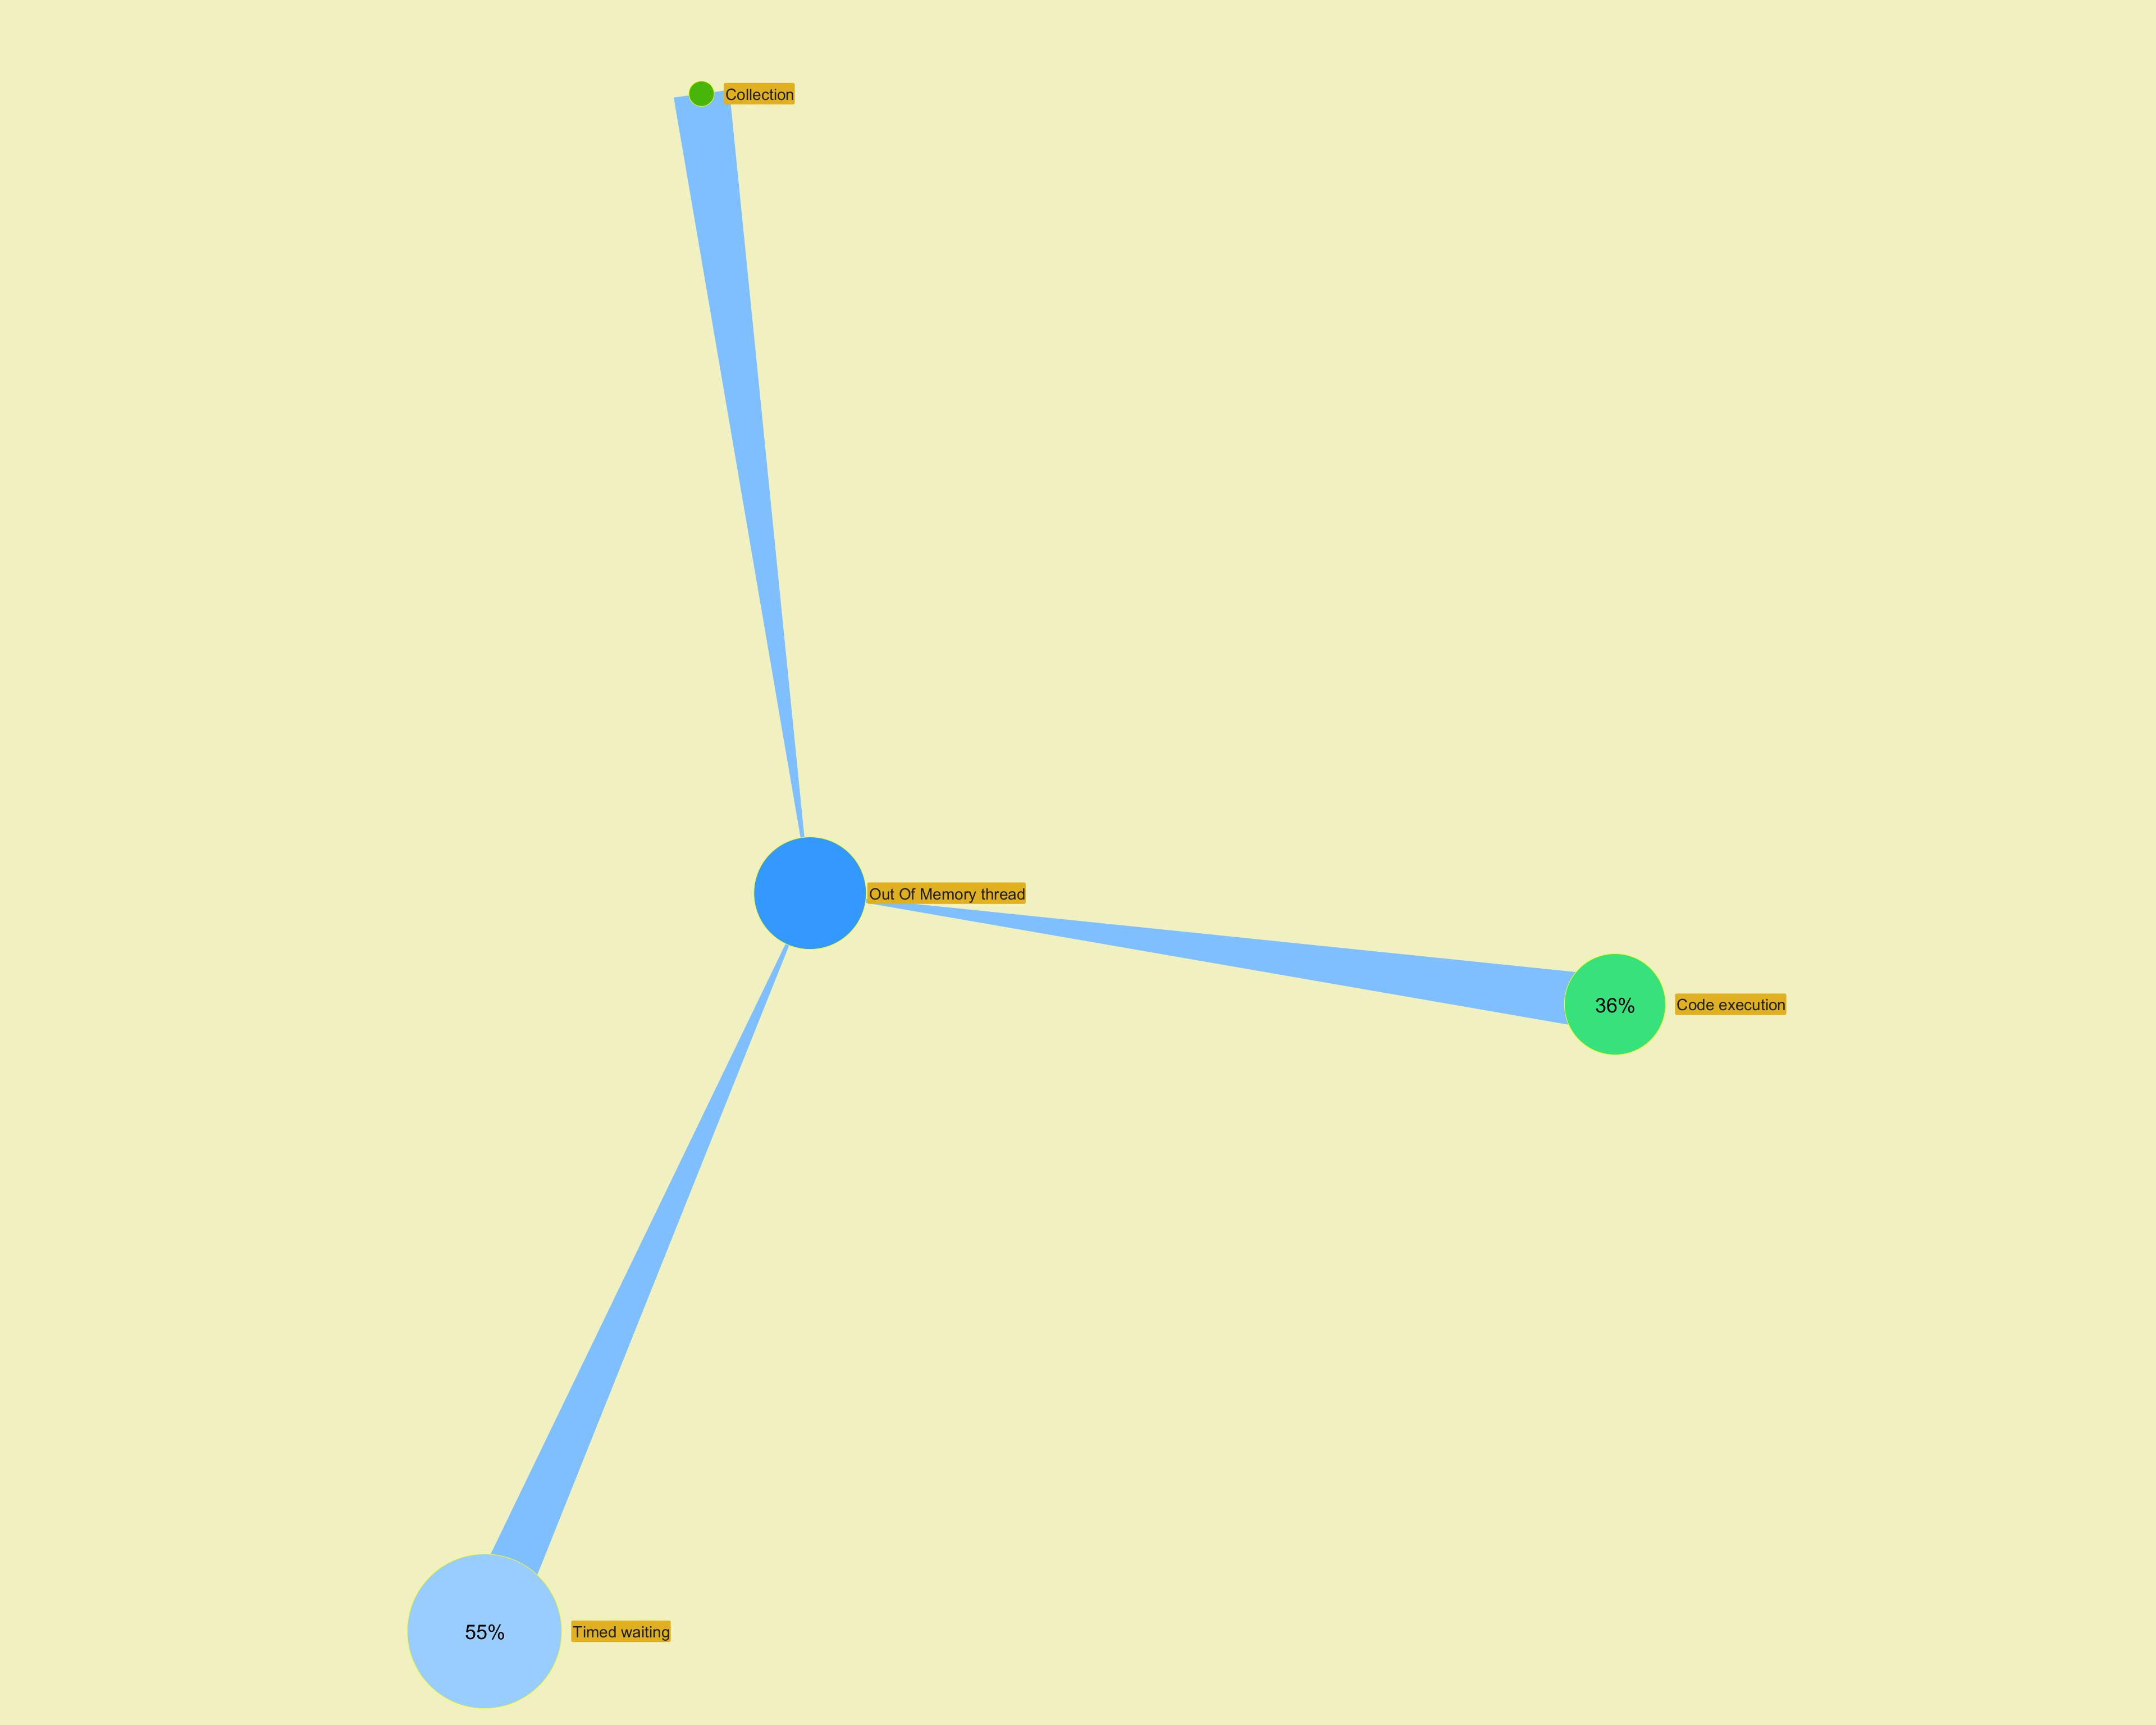 Collection
Out Of Memory thread
36%
Code execution
55%
Timed waiting